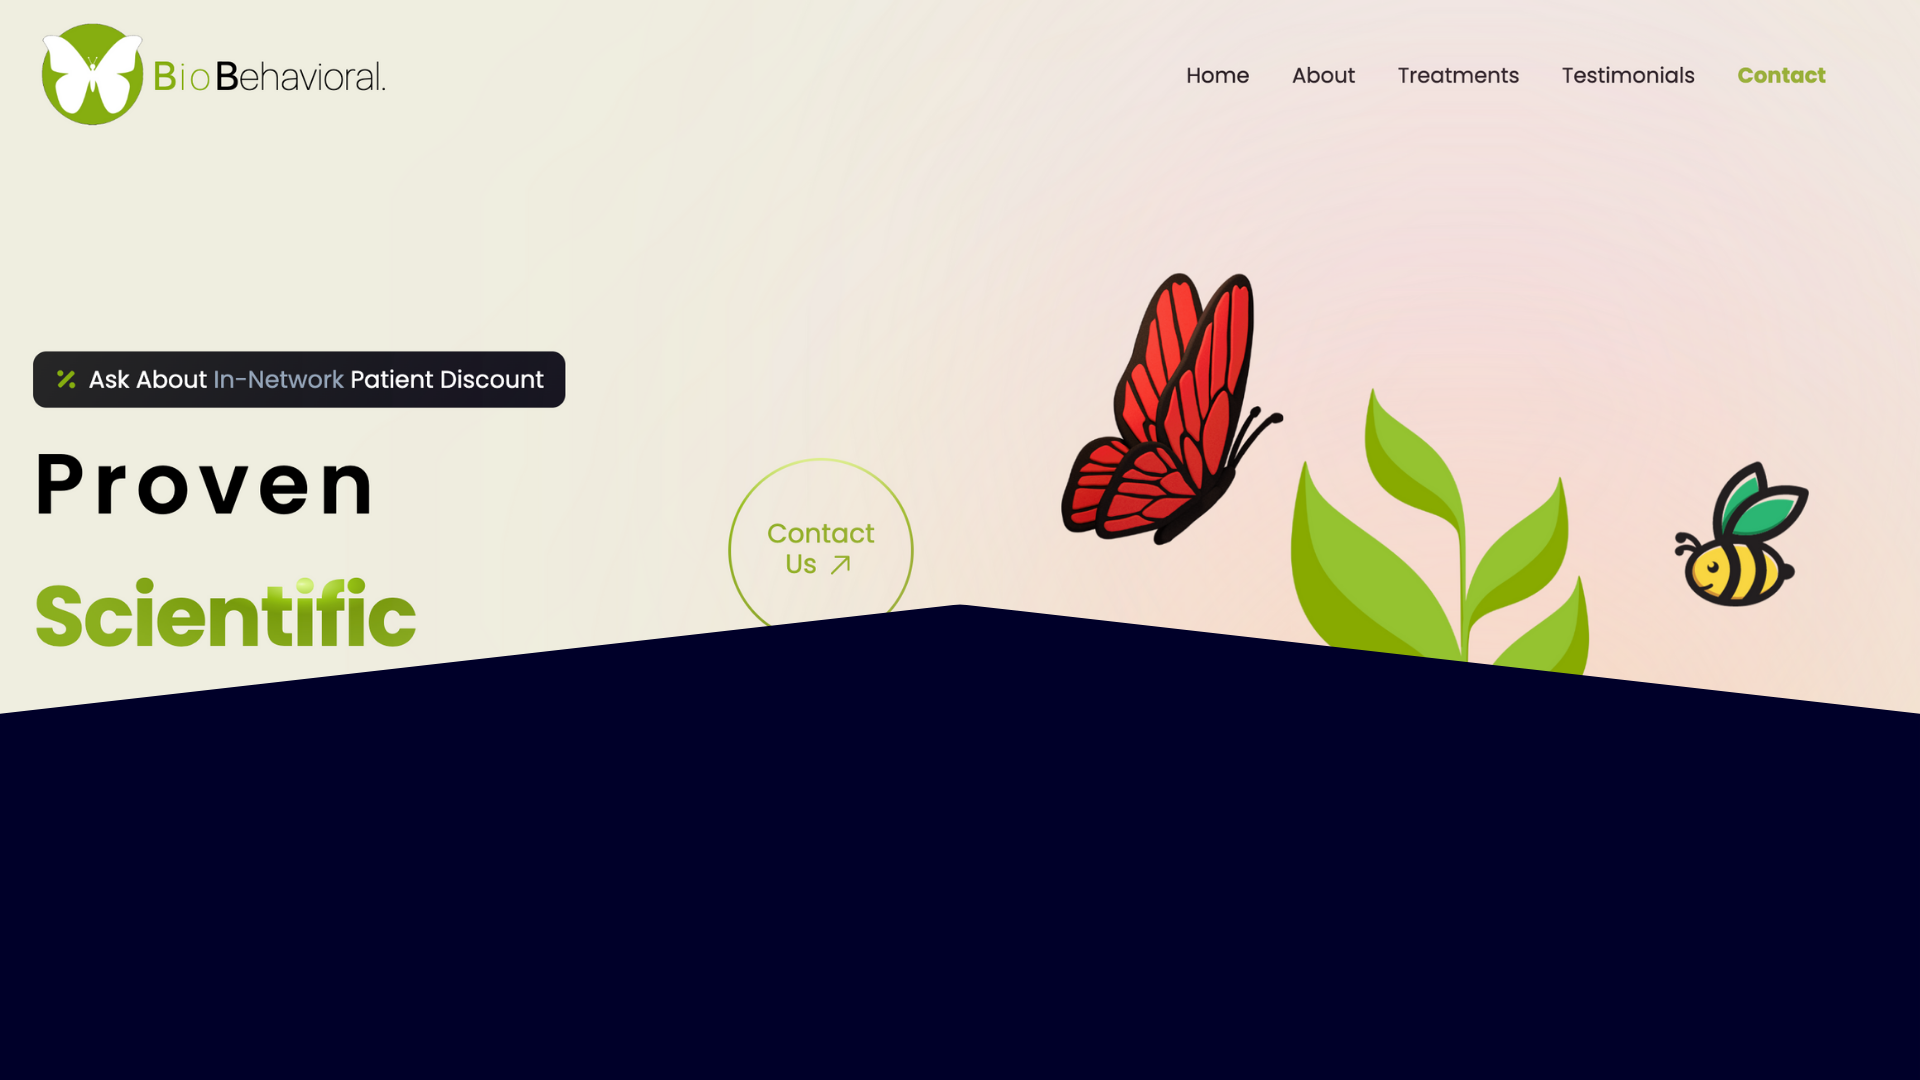 BioBehavioral.
Home About Treatments Testimonials Contact
Ask About In-Network Patient Discount
Proven
Scientific
Contact
Us